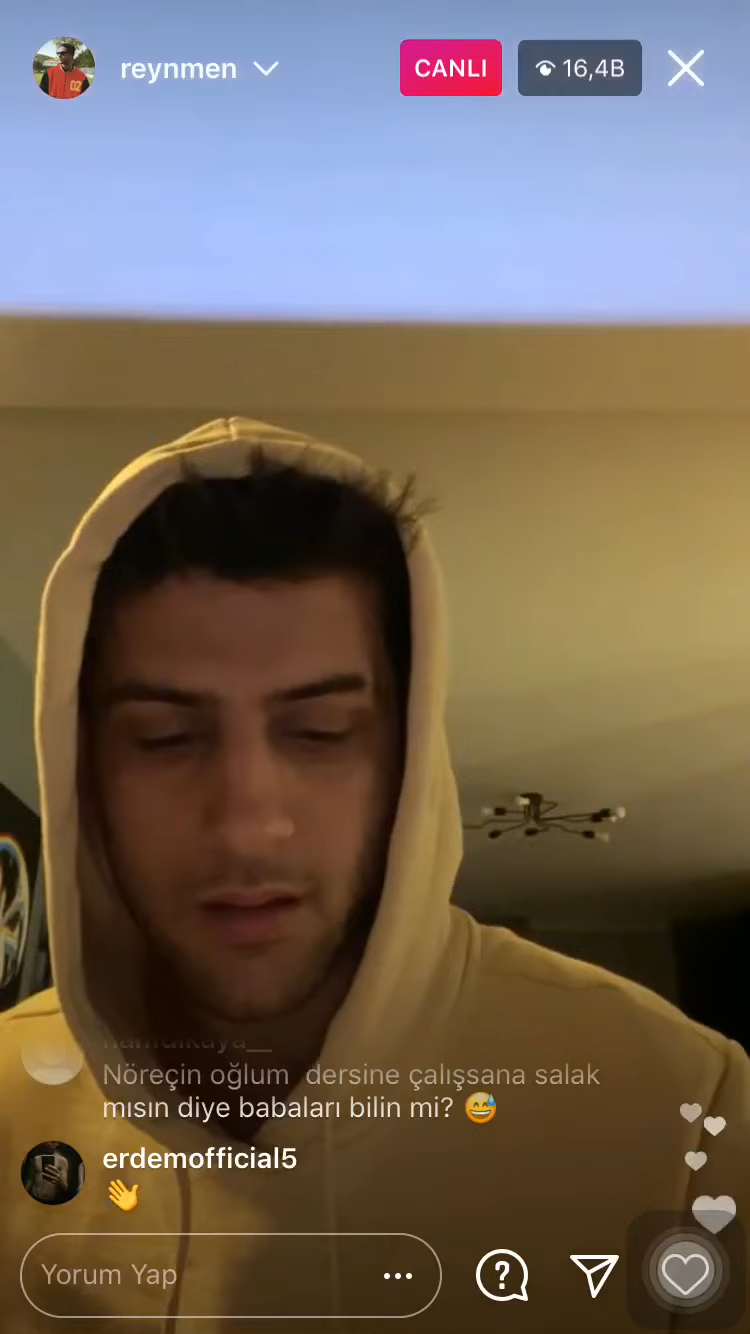 reynmen
CANLI
16,4B
Nöreçin oğlum dersine çalışsana salak
mısın diye babaları bilin mi? 😅
erdemofficial5
👋
Yorum Yap